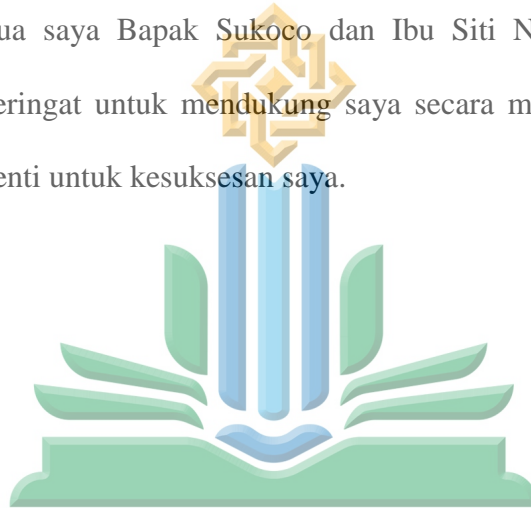 ua saya Bapak Sukoco dan Ibu Siti N
eringat untuk mendukung saya secara m
enti untuk kesuksesan saya.